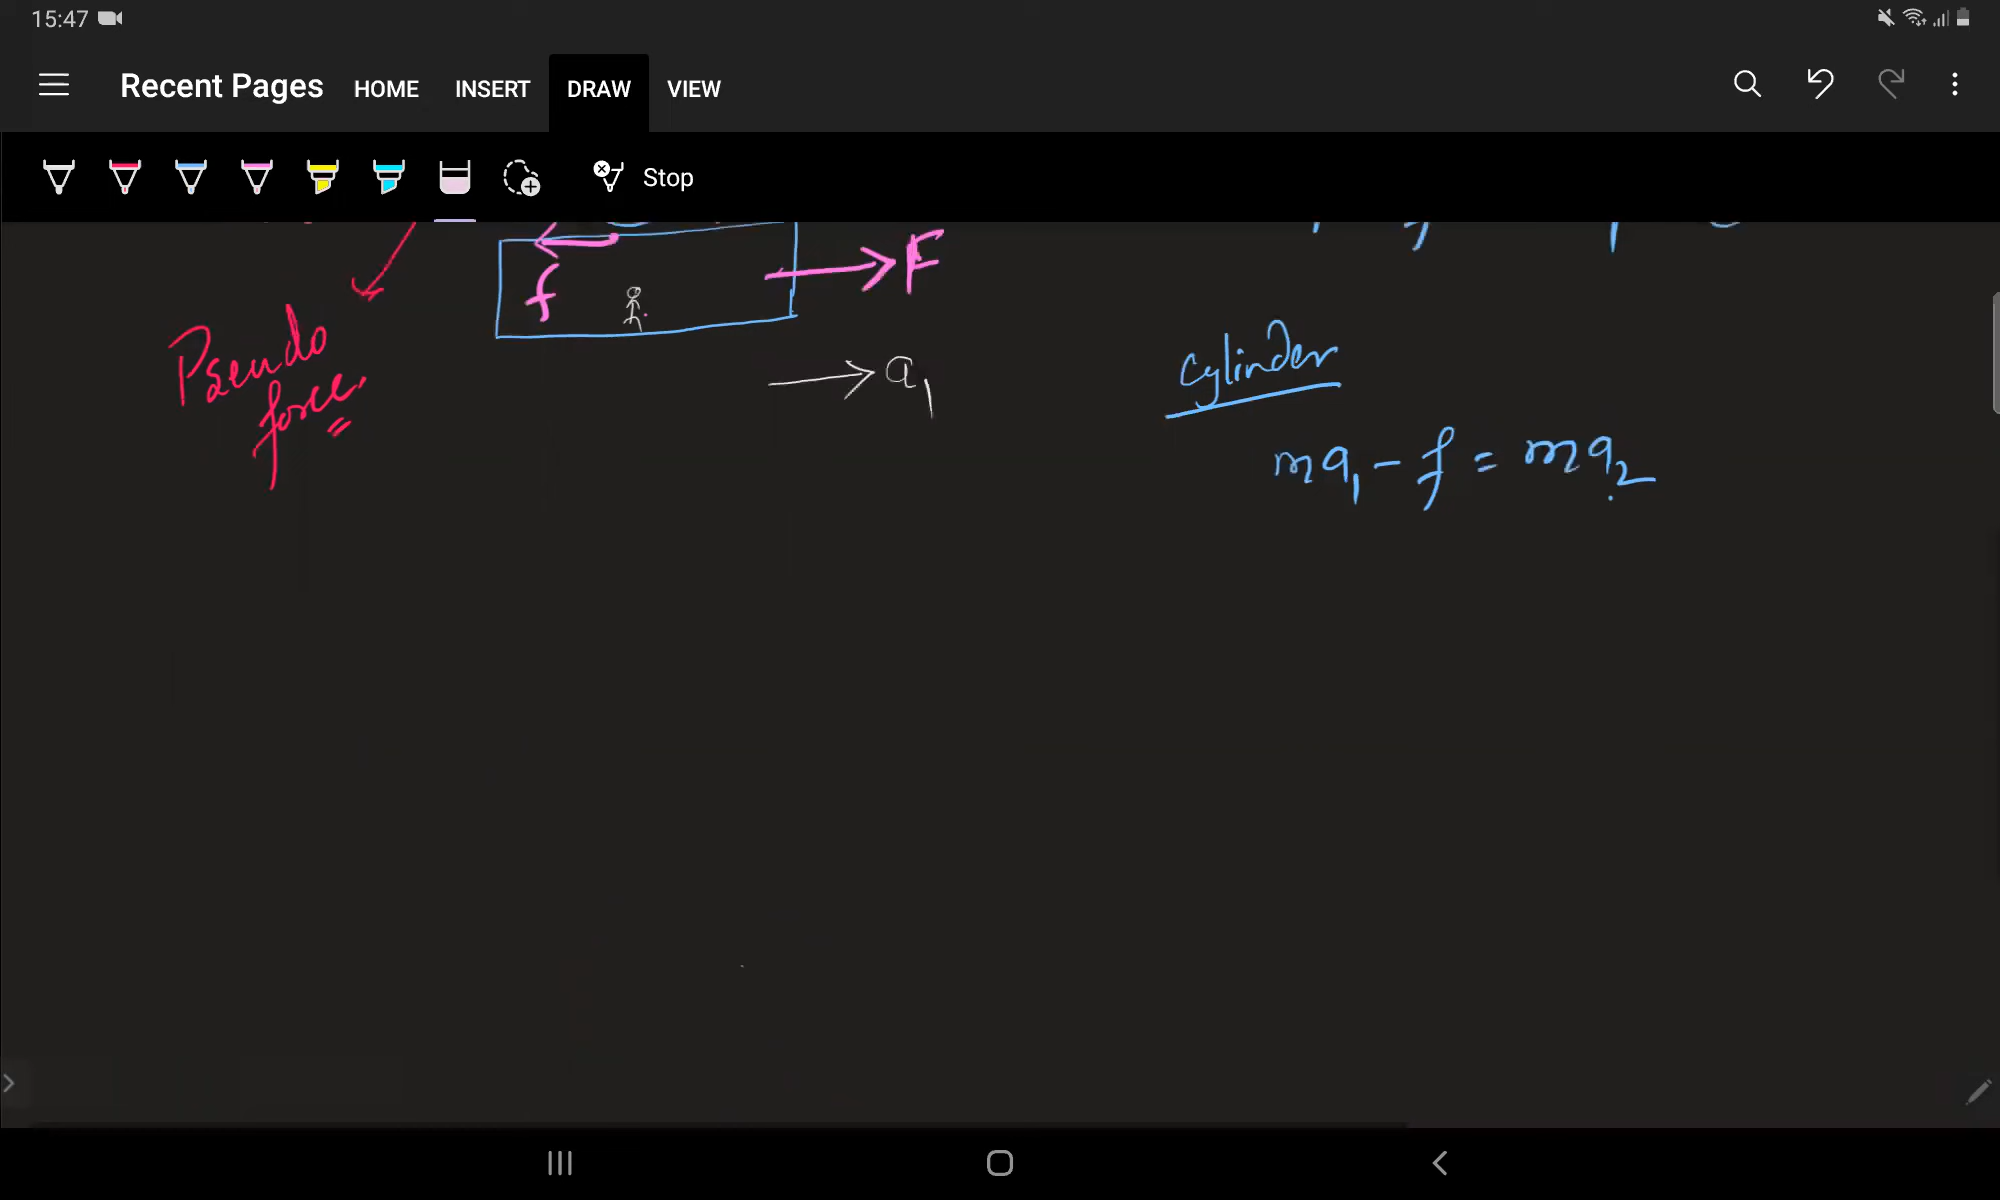 15:47
Recent Pages HOME INSERT DRAW VIEW
Stop
f F
Pseudo
force,
a₁
Cylinder
ma₁ - f = ma₂